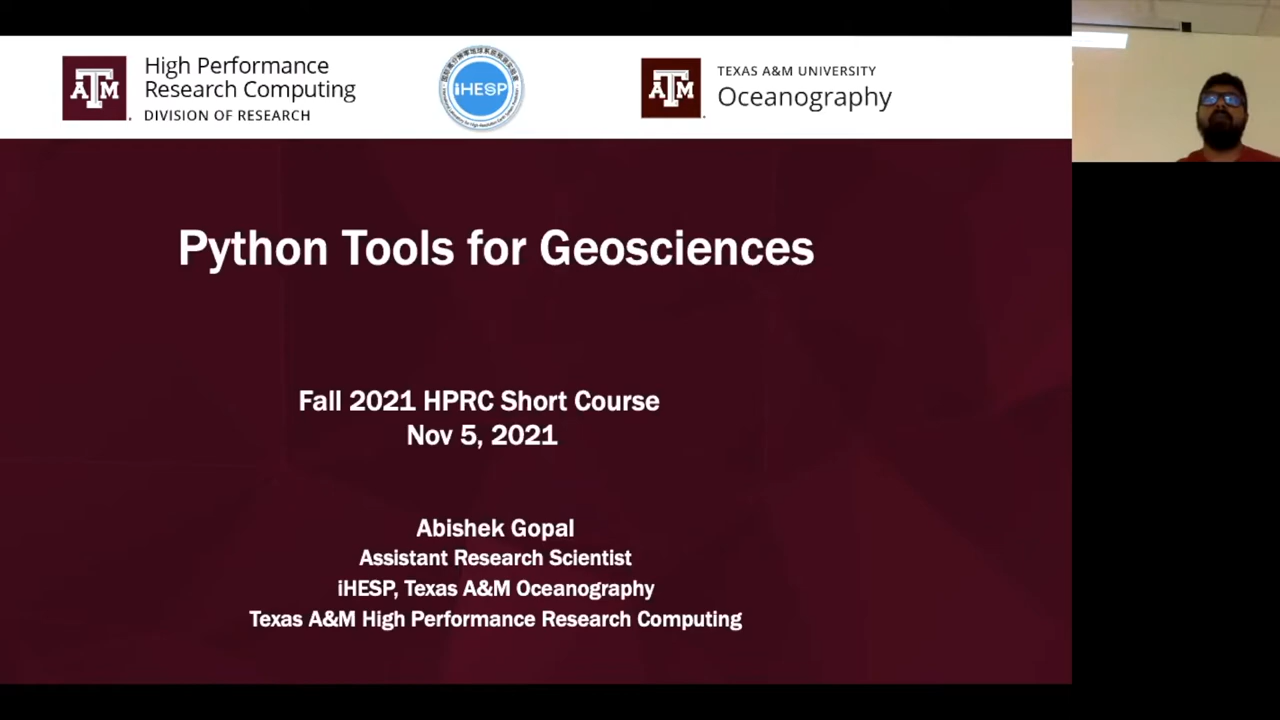 High Performance
Research Computing
DIVISION OF RESEARCH
iHESP
TEXAS A&M UNIVERSITY
Oceanography
Python Tools for Geosciences
Fall 2021 HPRC Short Course
Nov 5, 2021
Abishek Gopal
Assistant Research Scientist
iHESP, Texas A&M Oceanography
Texas A&M High Performance Research Computing